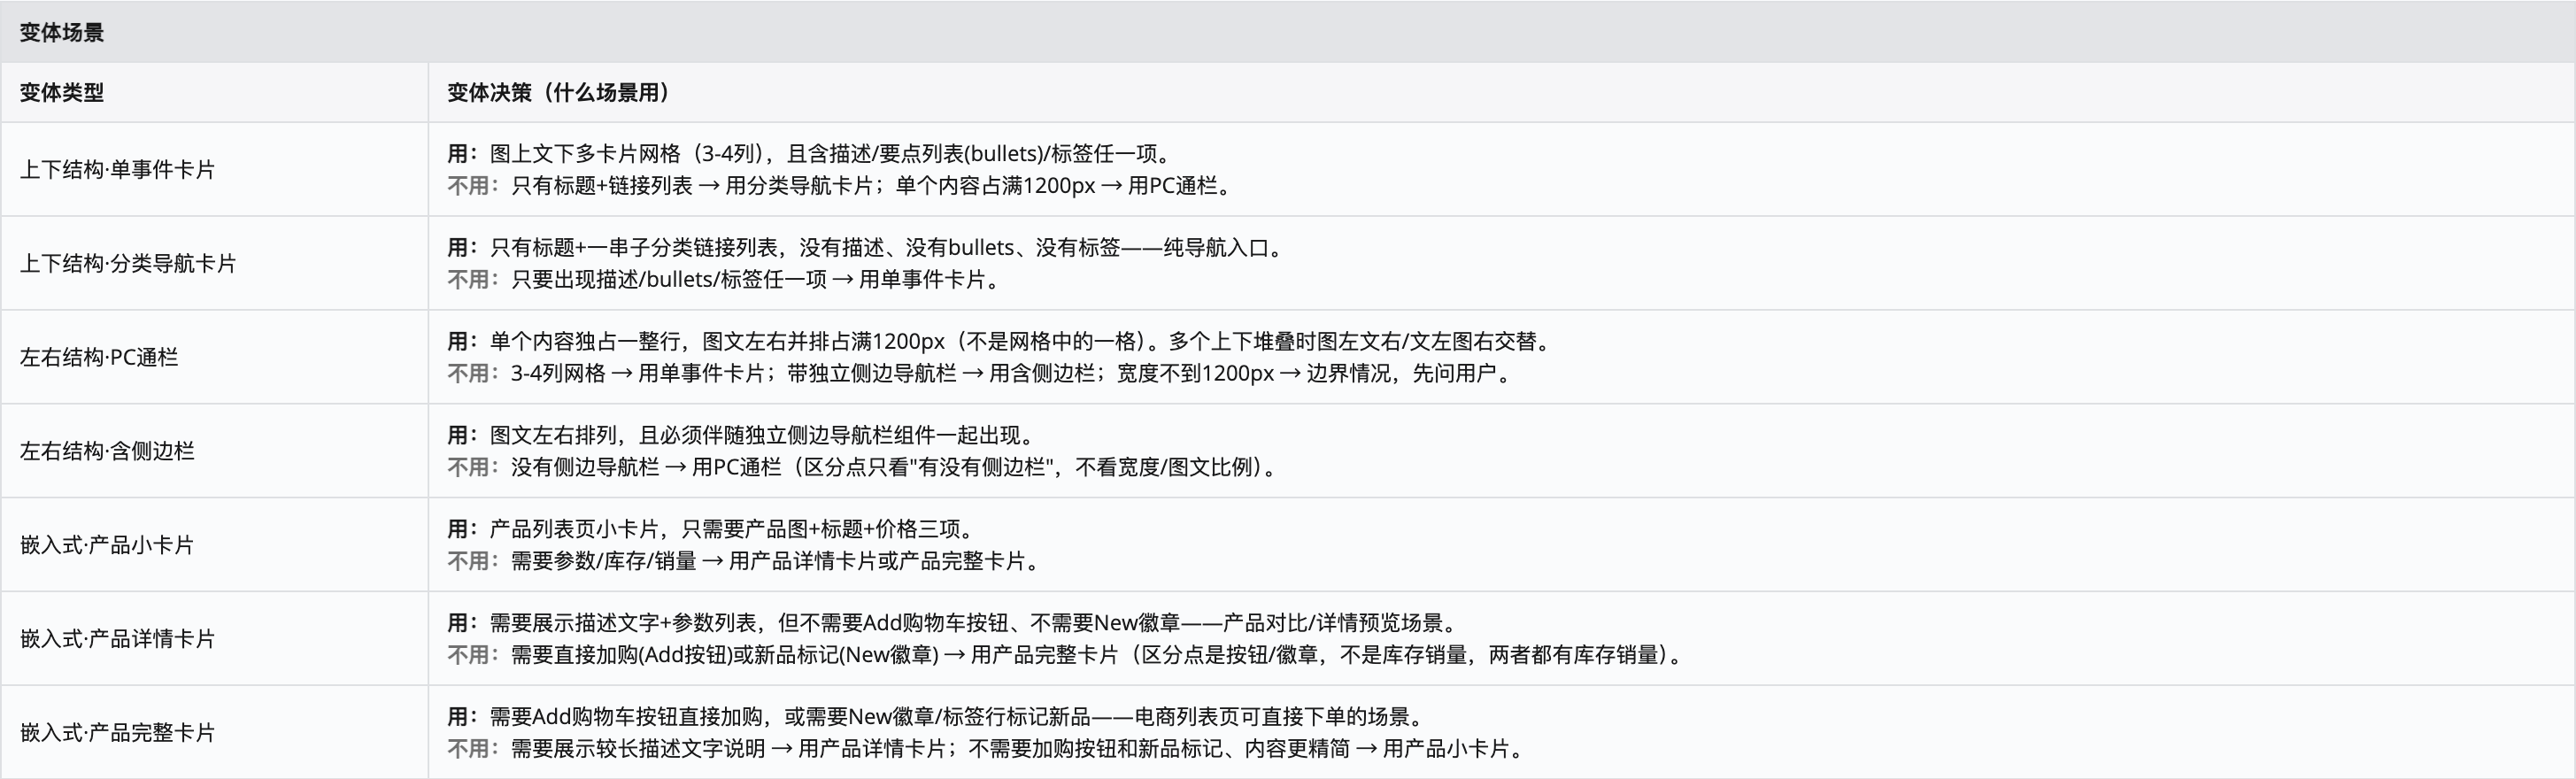 变体场景
变体类型
变体决策（什么场景用）
上下结构·单事件卡片
用：图上文下多卡片网格（3-4列），且含描述/要点列表(bullets)/标签任一项。
不用：只有标题+链接列表 → 用分类导航卡片；单个内容占满1200px → 用PC通栏。
上下结构·分类导航卡片
用：只有标题+一串子分类链接列表，没有描述、没有bullets、没有标签——纯导航入口。
不用：只要出现描述/bullets/标签任一项 → 用单事件卡片。
左右结构·PC通栏
用：单个内容独占一整行，图文左右并排占满1200px（不是网格中的一格）。多个上下堆叠时图左文右/文左图右交替。
不用：3-4列网格 → 用单事件卡片；带独立侧边导航栏 → 用含侧边栏；宽度不到1200px → 边界情况，先问用户。
左右结构·含侧边栏
用：图文左右排列，且必须伴随独立侧边导航栏组件一起出现。
不用：没有侧边导航栏 → 用PC通栏（区分点只看"有没有侧边栏"，不看宽度/图文比例）。
嵌入式·产品小卡片
用：产品列表页小卡片，只需要产品图+标题+价格三项。
不用：需要参数/库存/销量 → 用产品详情卡片或产品完整卡片。
嵌入式·产品详情卡片
用：需要展示描述文字+参数列表，但不需要Add购物车按钮、不需要New徽章——产品对比/详情预览场景。
不用：需要直接加购(Add按钮)或新品标记(New徽章) → 用产品完整卡片（区分点是按钮/徽章，不是库存销量，两者都有库存销量）。
嵌入式·产品完整卡片
用：需要Add购物车按钮直接加购，或需要New徽章/标签行标记新品——电商列表页可直接下单的场景。
不用：需要展示较长描述文字说明 → 用产品详情卡片；不需要加购按钮和新品标记、内容更精简 → 用产品小卡片。